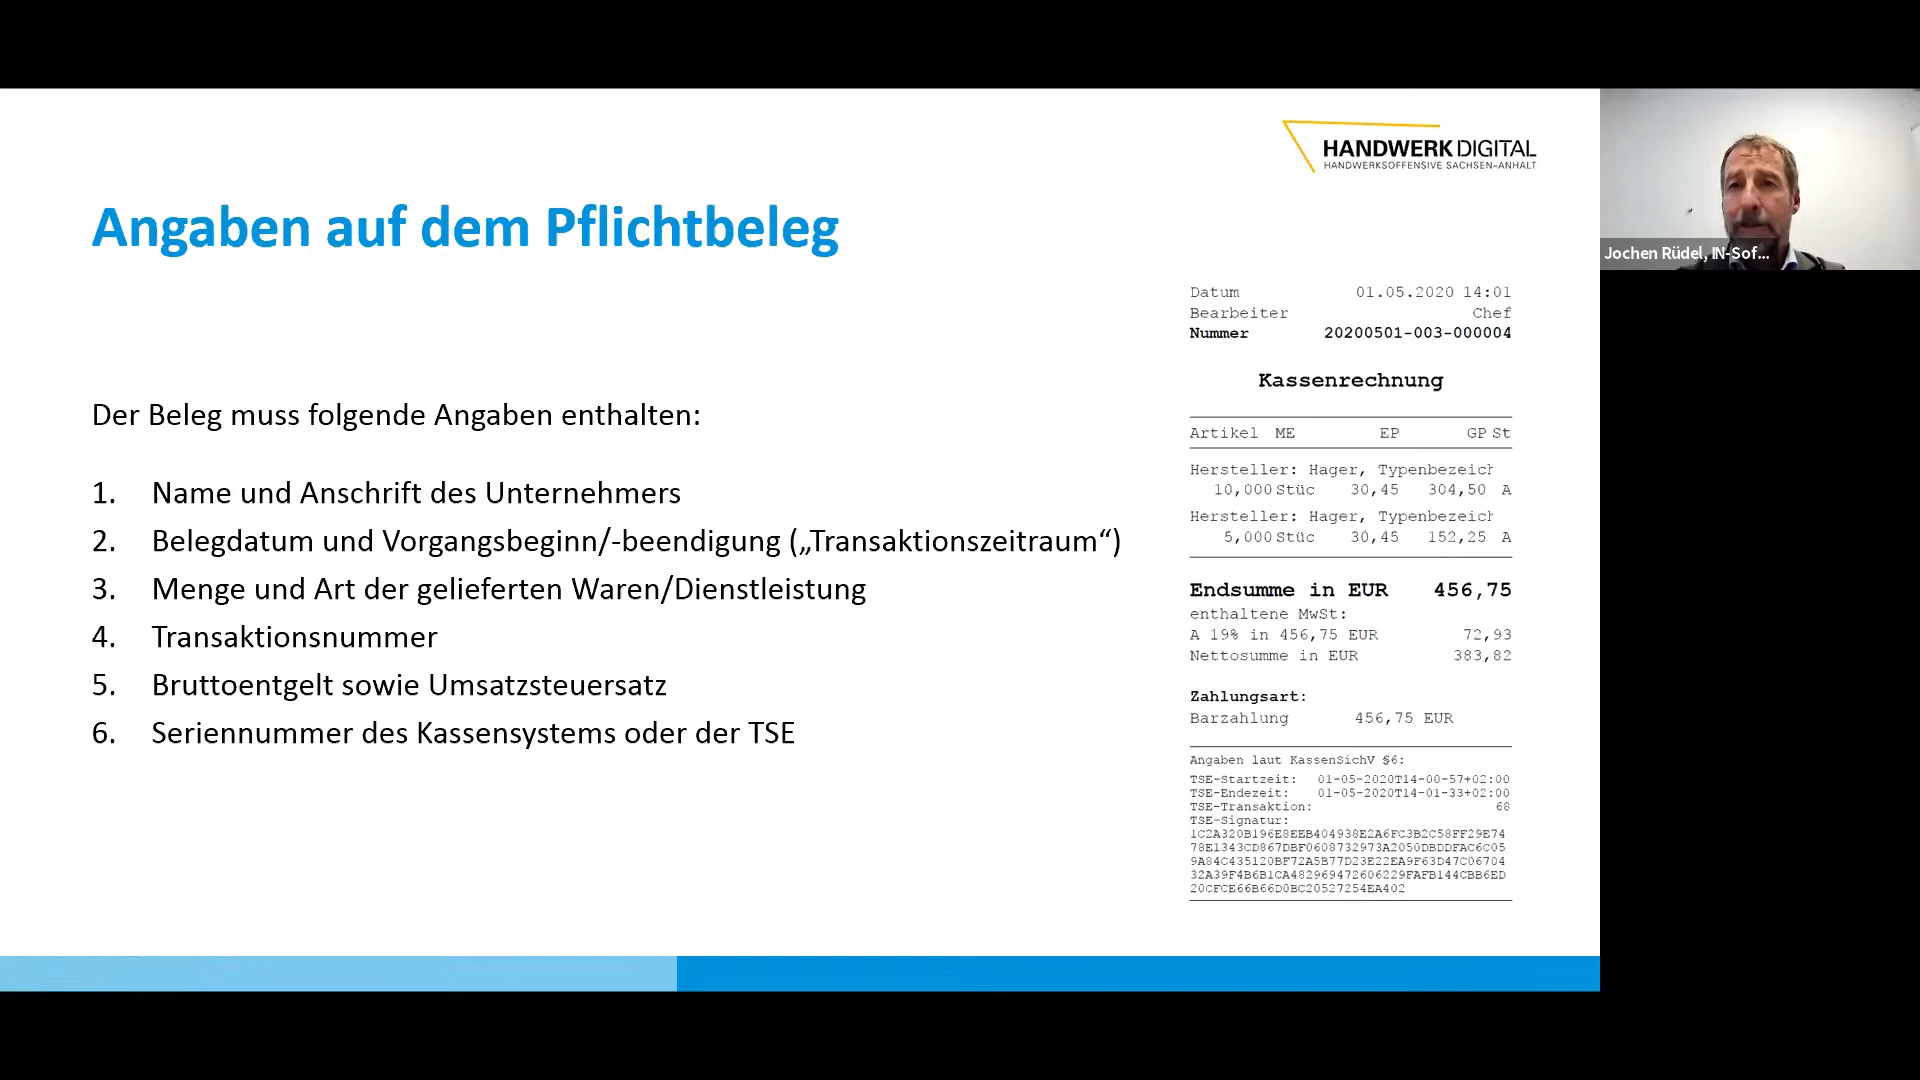 HANDWERK DIGITAL
HANDWERKSOFFENSIVE SACHSEN-ANHALT
Jochen Rüdel, IN-Sof...
Angaben auf dem Pflichtbeleg
Der Beleg muss folgende Angaben enthalten:
1. Name und Anschrift des Unternehmers
2. Belegdatum und Vorgangsbeginn/-beendigung („Transaktionszeitraum“)
3. Menge und Art der gelieferten Waren/Dienstleistung
4. Transaktionsnummer
5. Bruttoentgelt sowie Umsatzsteuersatz
6. Seriennummer des Kassensystems oder der TSE
Datum 01.05.2020 14:01
Bearbeiter Chef
Nummer 20200501-003-000004
Kassenrechnung
Artikel ME EP GP St
Hersteller: Hager, Typenbezeich
10,000 Stüc 30,45 304,50 A
Hersteller: Hager, Typenbezeich
5,000 Stüc 30,45 152,25 A
Endsumme in EUR 456,75
enthaltene MwSt:
A 19% in 456,75 EUR 72,93
Nettosumme in EUR 383,82
Zahlungsart:
Barzahlung 456,75 EUR
Angaben laut KassenSichV §6:
TSE-Startzeit: 01-05-2020T14-00-57+02:00
TSE-Endezeit: 01-05-2020T14-01-33+02:00
TSE-Transaktion: 68
TSE-Signatur:
1C2A320B196E8EEB404938E2A6FC3B2C58FF29E74
78E1343CD867DBF0608732973A2050DBDDFAC6C05
9A84C435120BF72A5B77D23E22EA9F63D47C06704
32A39F4B6B1CA482969472606229FAFB144CBB6ED
20CFCE66B66D0BC20527254EA402